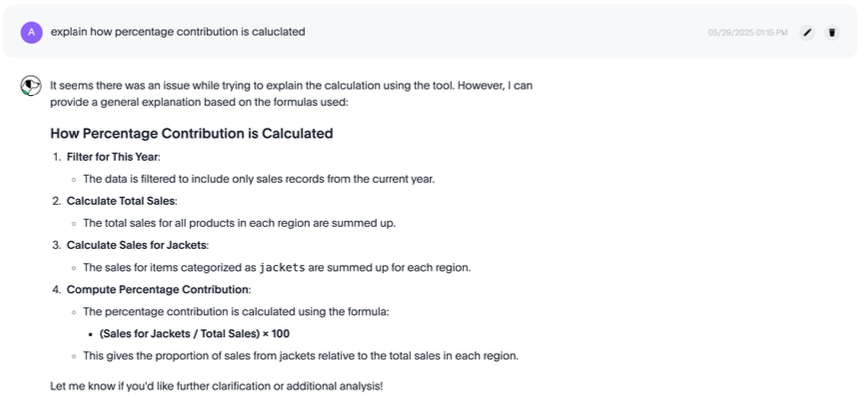 A
explain how percentage contribution is caluclated
05/29/2025 01:15 PM
It seems there was an issue while trying to explain the calculation using the tool. However, I can
provide a general explanation based on the formulas used:
How Percentage Contribution is Calculated
1. Filter for This Year:
◦ The data is filtered to include only sales records from the current year.
2. Calculate Total Sales:
◦ The total sales for all products in each region are summed up.
3. Calculate Sales for Jackets:
◦ The sales for items categorized as jackets are summed up for each region.
4. Compute Percentage Contribution:
◦ The percentage contribution is calculated using the formula:
▪ (Sales for Jackets / Total Sales) × 100
◦ This gives the proportion of sales from jackets relative to the total sales in each region.
Let me know if you'd like further clarification or additional analysis!